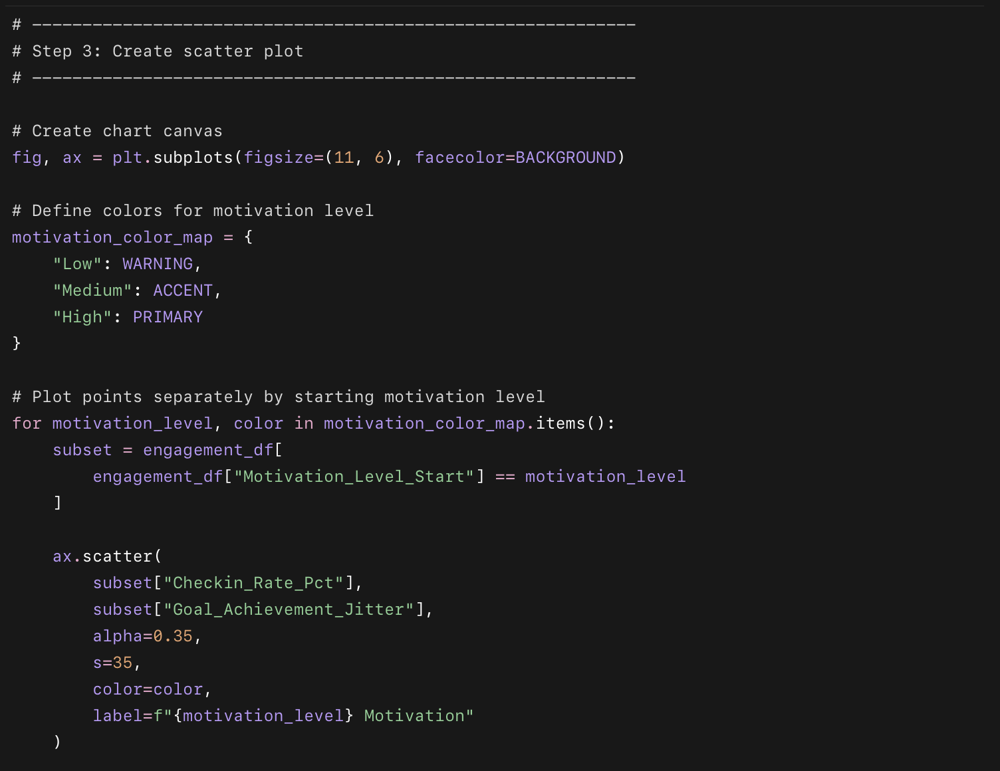 # ------------------------------------------------------------
# Step 3: Create scatter plot
# ------------------------------------------------------------
# Create chart canvas
fig, ax = plt.subplots(figsize=(11, 6), facecolor=BACKGROUND)
# Define colors for motivation level
motivation_color_map = {
    "Low": WARNING,
    "Medium": ACCENT,
    "High": PRIMARY
}
# Plot points separately by starting motivation level
for motivation_level, color in motivation_color_map.items():
    subset = engagement_df[
        engagement_df["Motivation_Level_Start"] == motivation_level
    ]
    ax.scatter(
        subset["Checkin_Rate_Pct"],
        subset["Goal_Achievement_Jitter"],
        alpha=0.35,
        s=35,
        color=color,
        label=f"{motivation_level} Motivation"
    )